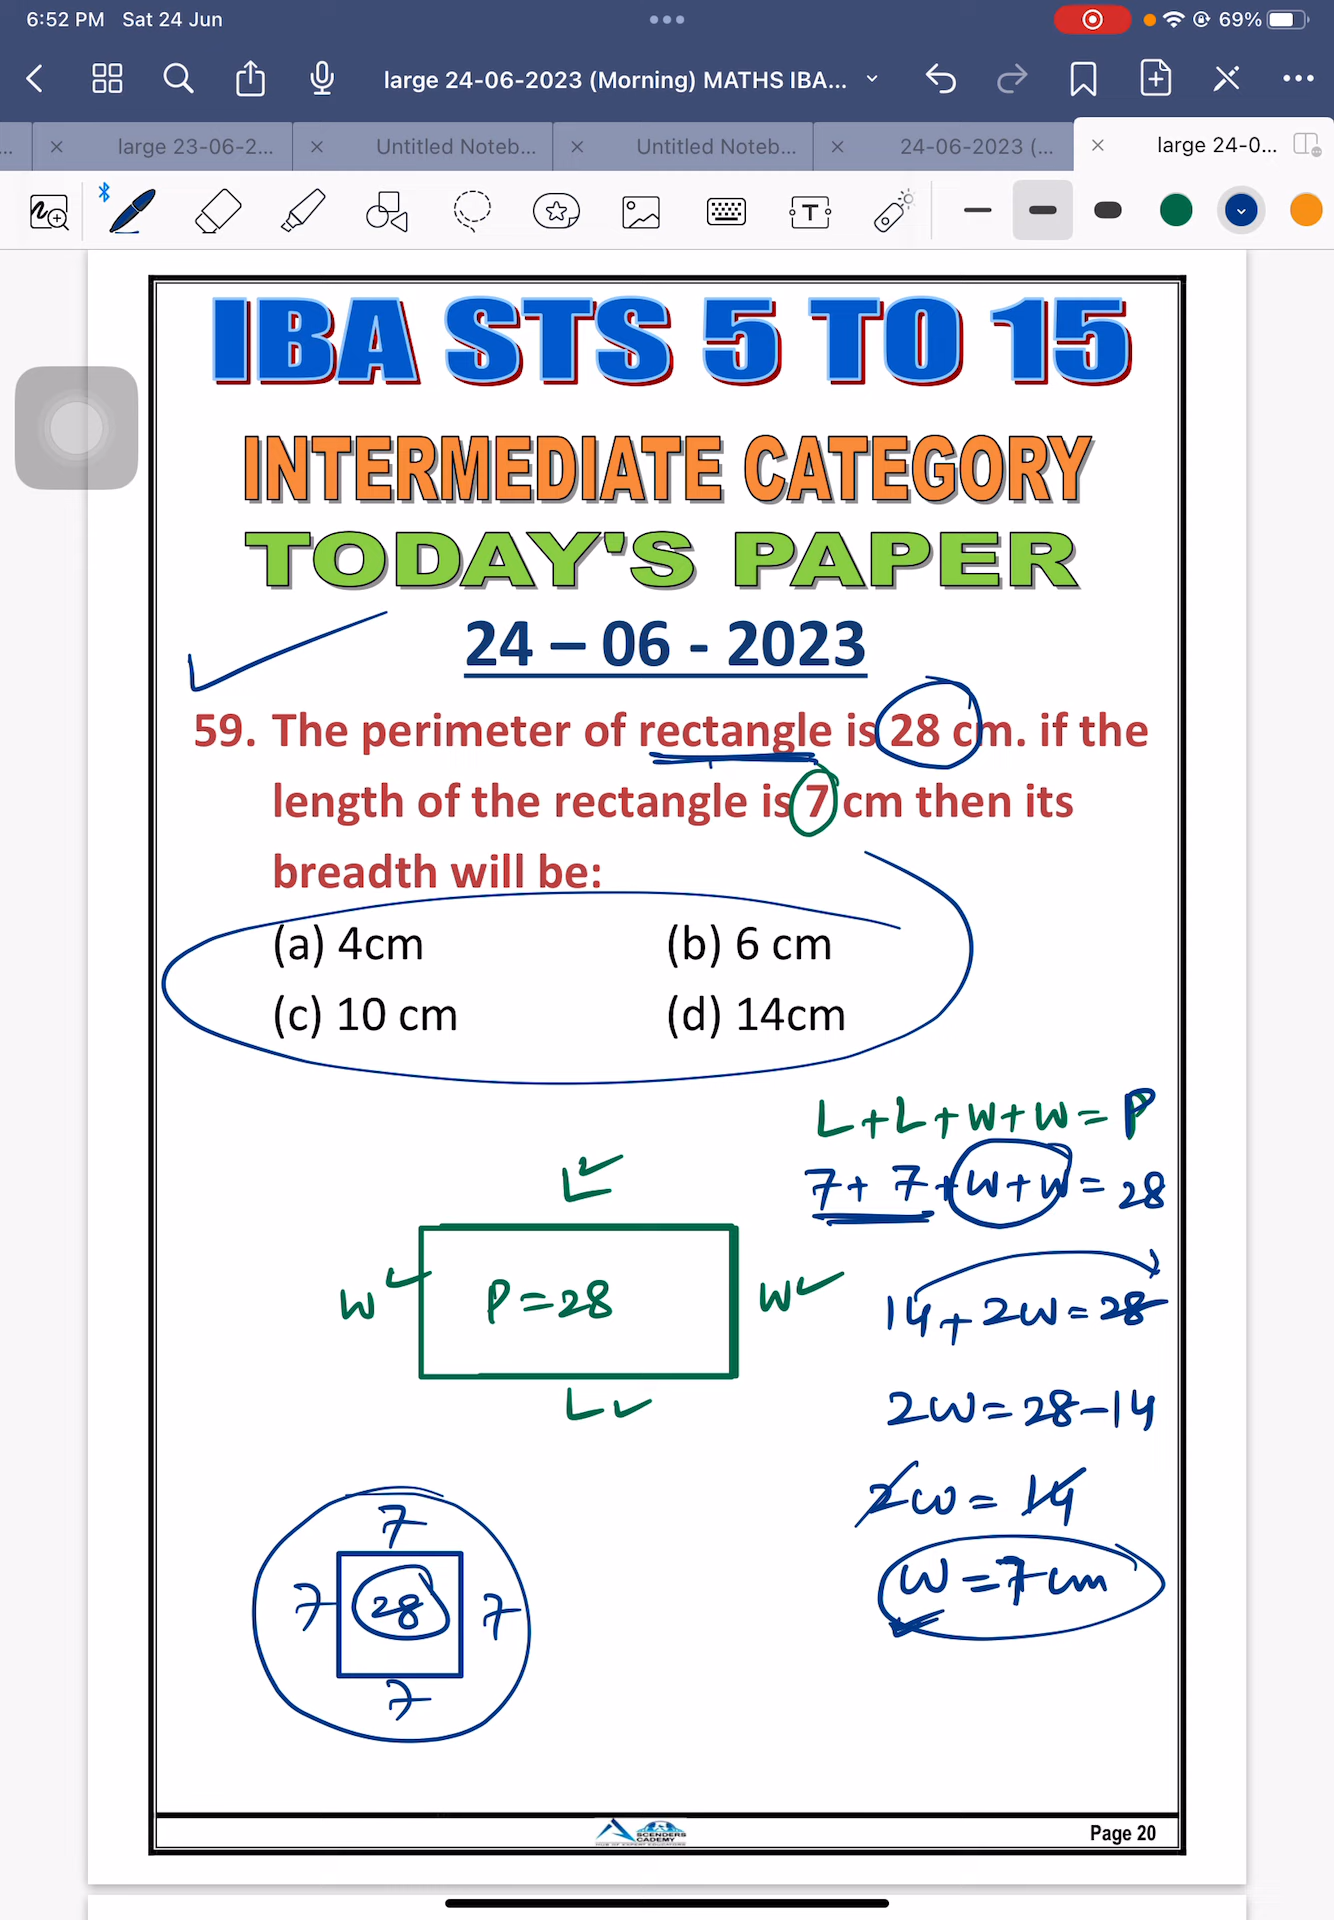 6:52 PM Sat 24 Jun
69%
large 24-06-2023 (Morning) MATHS IBA...
large 23-06-2...
Untitled Noteb...
Untitled Noteb...
24-06-2023 (...
large 24-0...
IBA STS 5 TO 15
INTERMEDIATE CATEGORY
TODAY'S PAPER
24 – 06 - 2023
59. The perimeter of rectangle is 28 cm. if the
length of the rectangle is 7 cm then its
breadth will be:
(a) 4cm (b) 6 cm
(c) 10 cm (d) 14cm
L+L+W+W=P
7+7+W+W=28
L
W P=28 W
L
14+2W=28
2W=28-14
2W=14
W=7cm
7
7 28 7
7
SCENDERS
CADEMY
Page 20